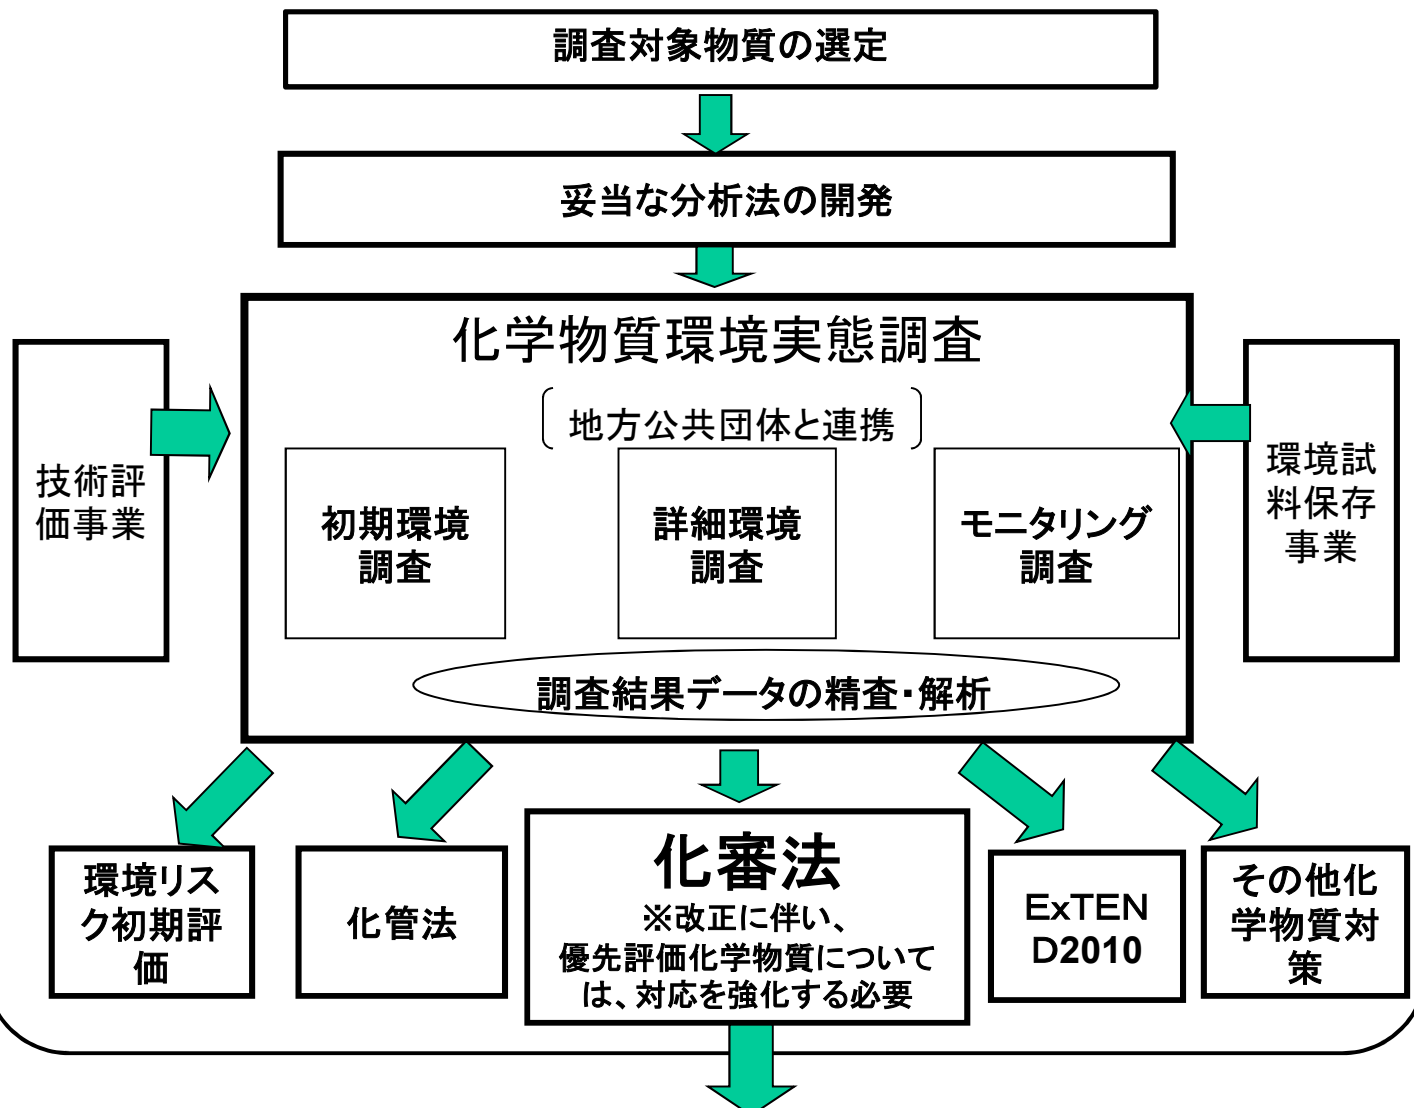 調査対象物質の選定
妥当な分析法の開発
化学物質環境実態調査
地方公共団体と連携
技術評
価事業
初期環境
調査
詳細環境
調査
モニタリング
調査
環境試
料保存
事業
調査結果データの精査・解析
環境リス
ク初期評
価
化管法
化審法
※改正に伴い、
優先評価化学物質について
は、対応を強化する必要
ExTEN
D2010
その他化
学物質対
策